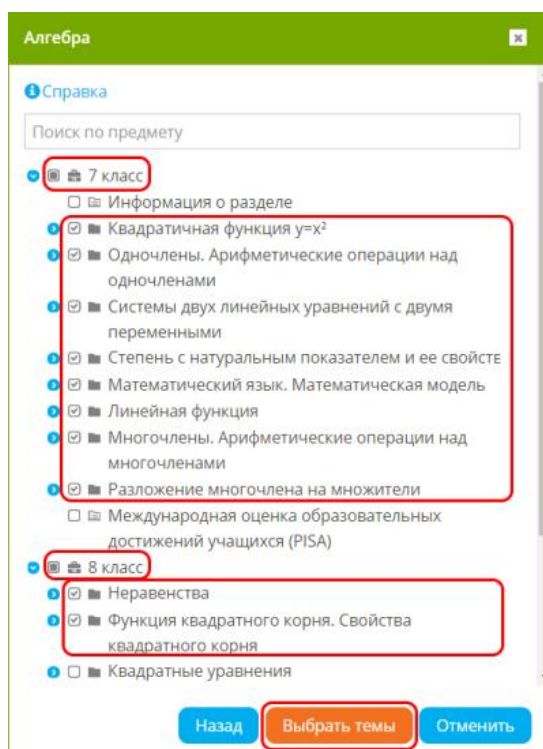 Алгебра
Справка
Поиск по предмету
7 класс
Информация о разделе
Квадратичная функция y=x²
Одночлены. Арифметические операции над
одночленами
Системы двух линейных уравнений с двумя
переменными
Степень с натуральным показателем и ее свойств
Математический язык. Математическая модель
Линейная функция
Многочлены. Арифметические операции над
многочленами
Разложение многочлена на множители
Международная оценка образовательных
достижений учащихся (PISA)
8 класс
Неравенства
Функция квадратного корня. Свойства
квадратного корня
Квадратные уравнения
Назад Выбрать темы Отменить